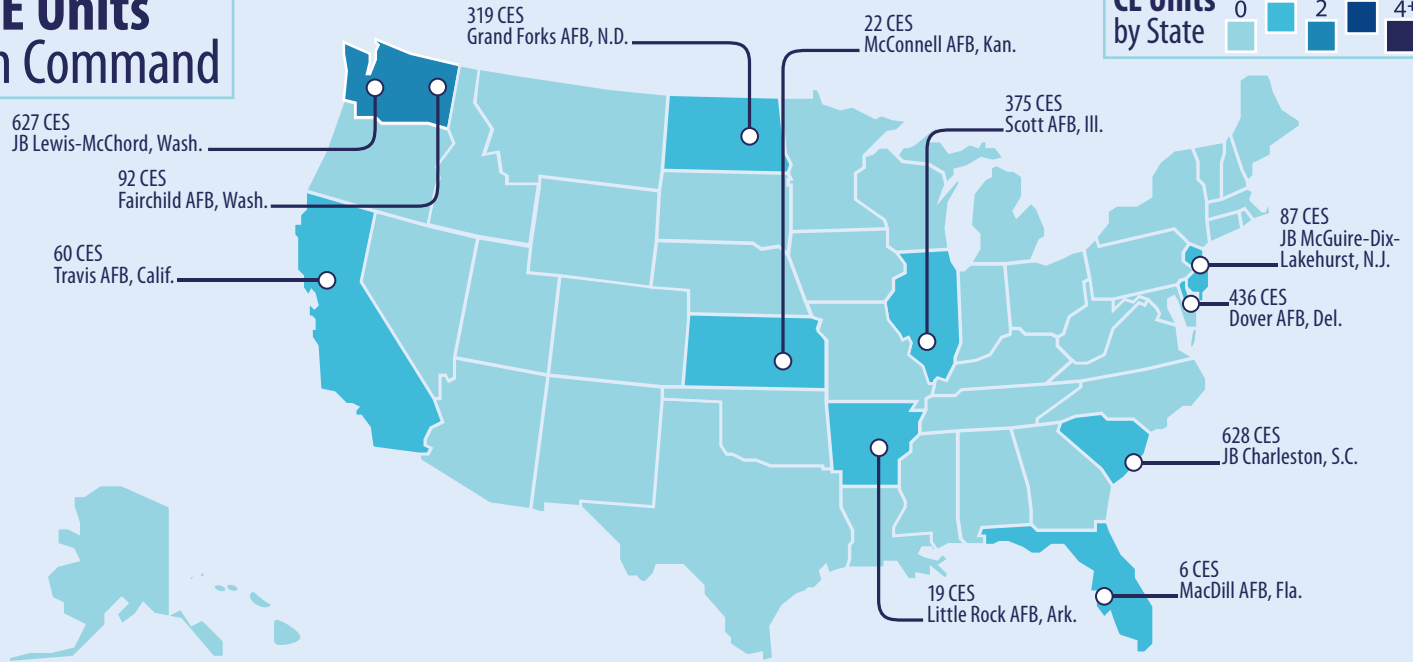 Units
Command
CE Units
by State
0 2
319 CES
Grand Forks AFB, N.D.
22 CES
McConnell AFB, Kan.
627 CES
JB Lewis-McChord, Wash.
375 CES
Scott AFB, Ill.
92 CES
Fairchild AFB, Wash.
87 CES
JB McGuire-Dix-
Lakehurst, N.J.
60 CES
Travis AFB, Calif.
436 CES
Dover AFB, Del.
628 CES
JB Charleston, S.C.
6 CES
MacDill AFB, Fla.
19 CES
Little Rock AFB, Ark.